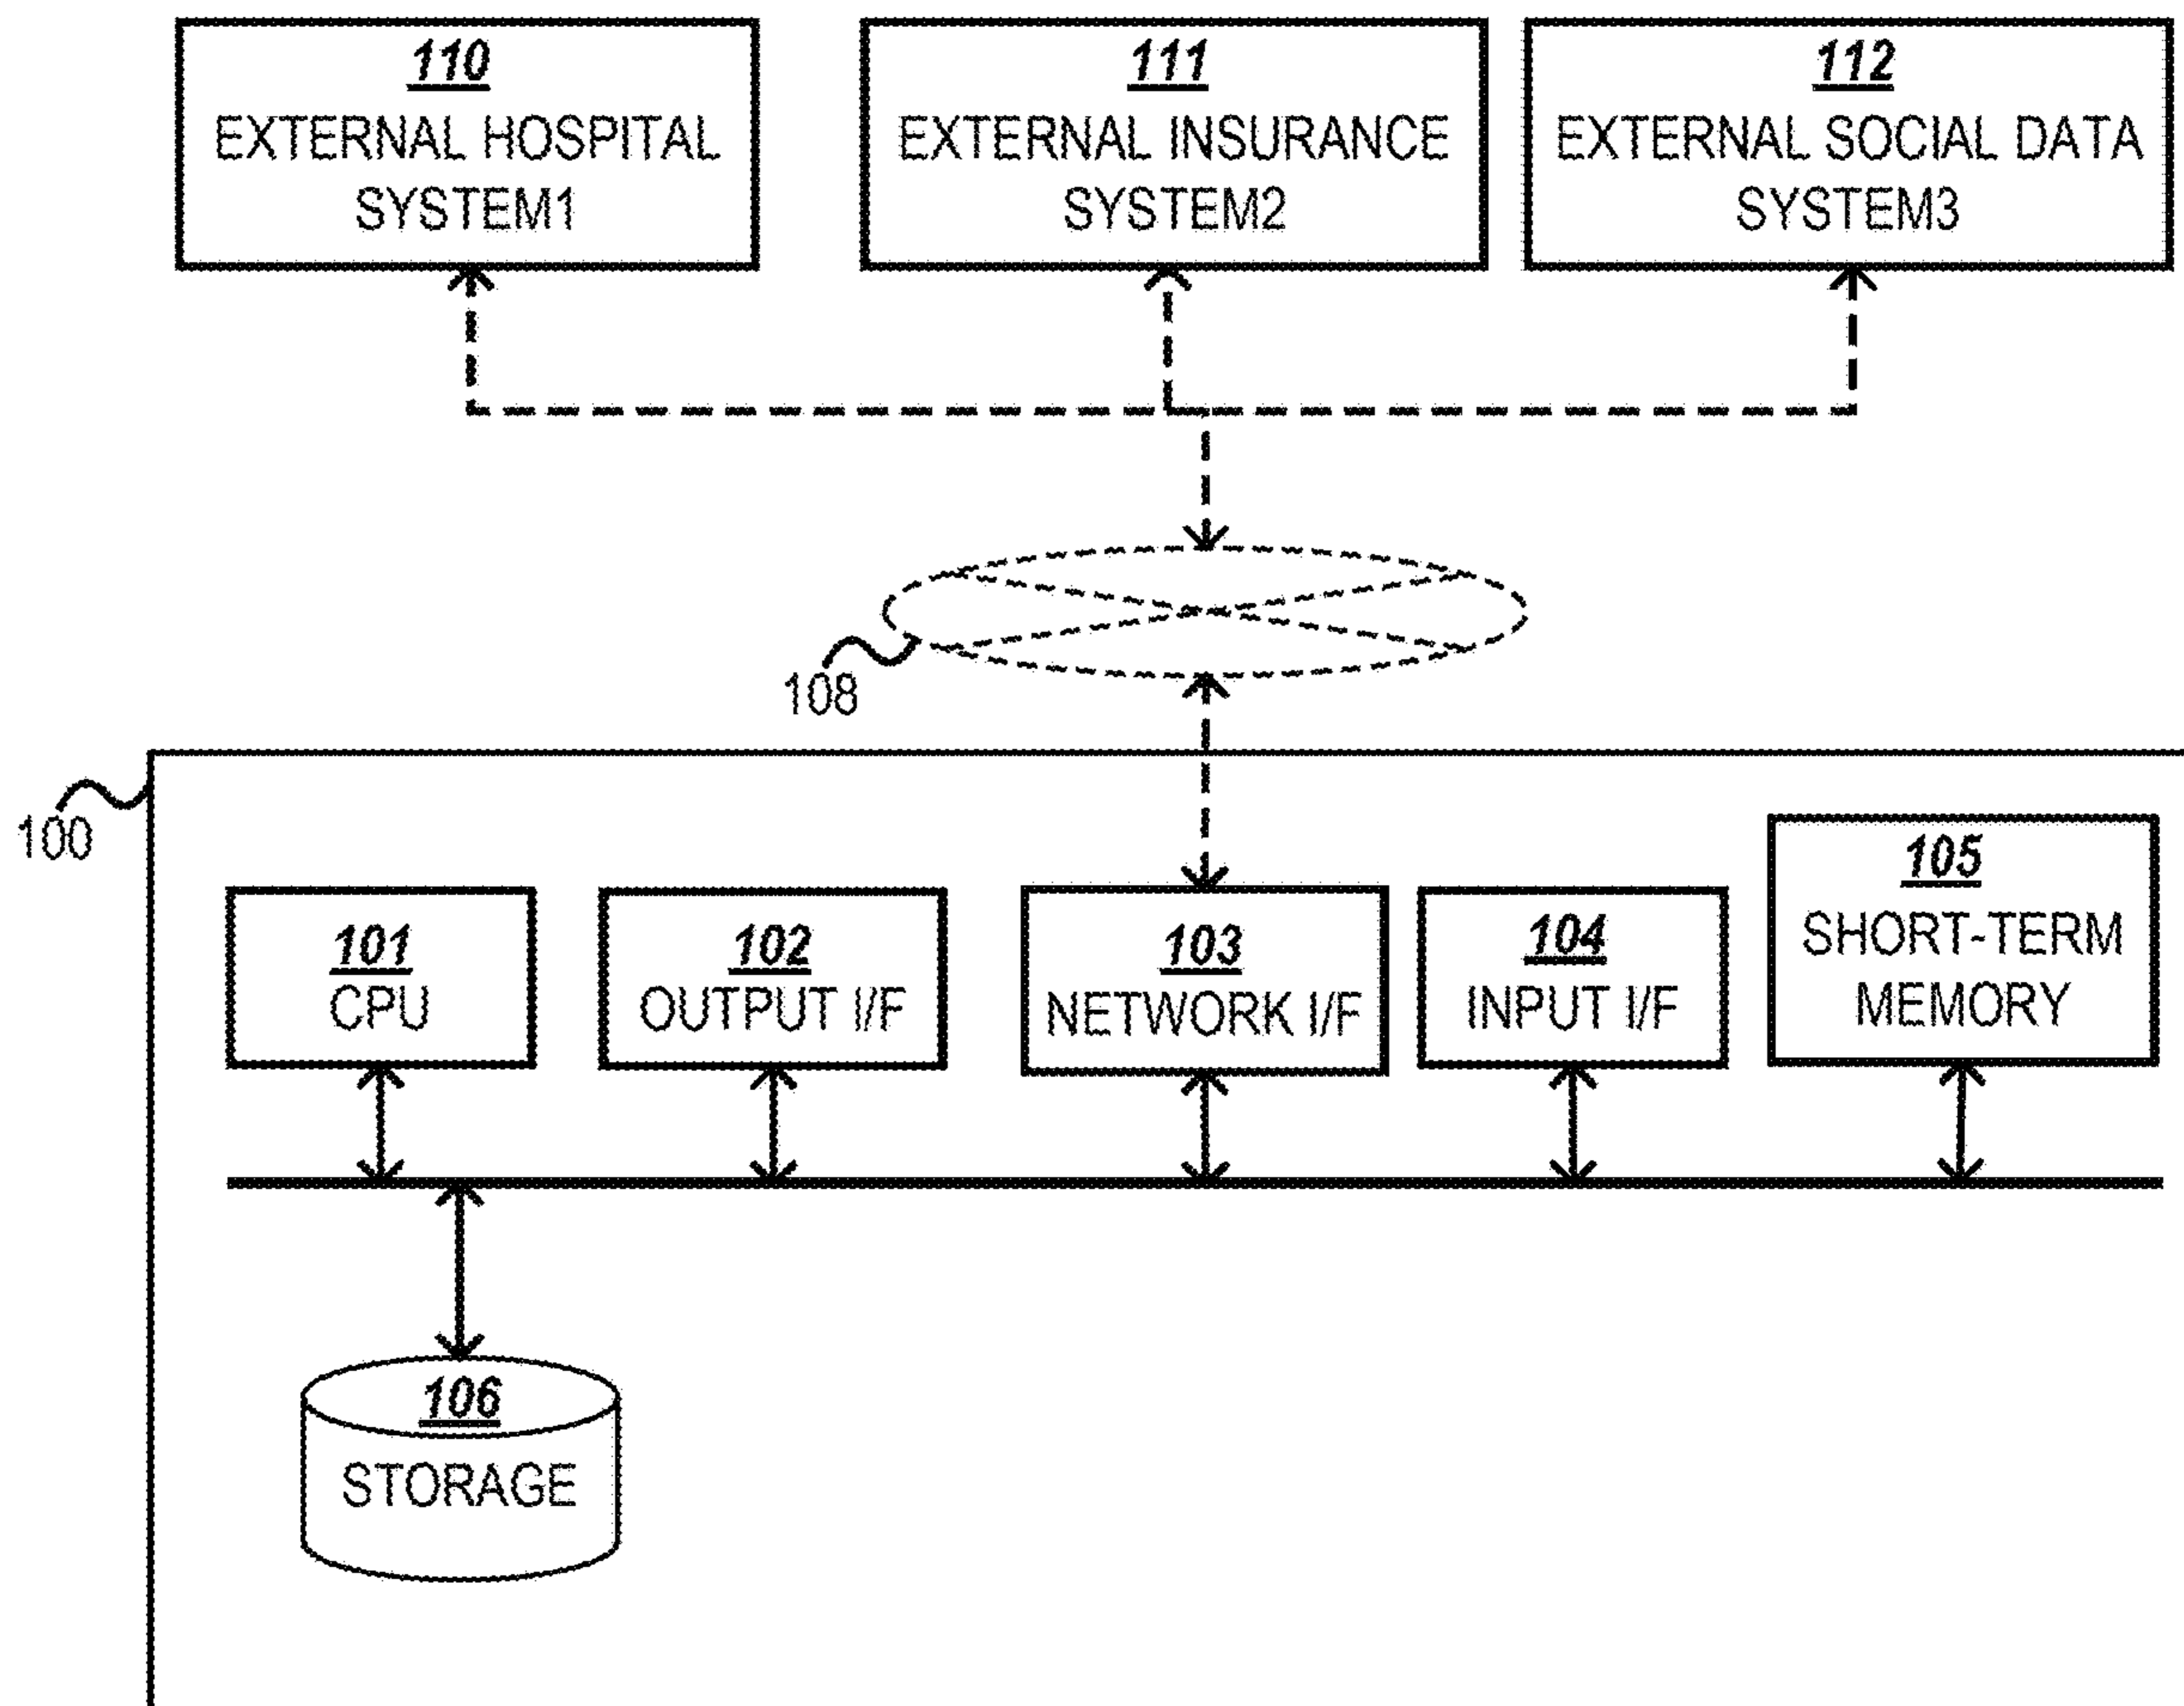 110
EXTERNAL HOSPITAL
SYSTEM1
111
EXTERNAL INSURANCE
SYSTEM2
112
EXTERNAL SOCIAL DATA
SYSTEM3
108
100
101
CPU
102
OUTPUT I/F
103
NETWORK I/F
104
INPUT I/F
105
SHORT-TERM
MEMORY
106
STORAGE